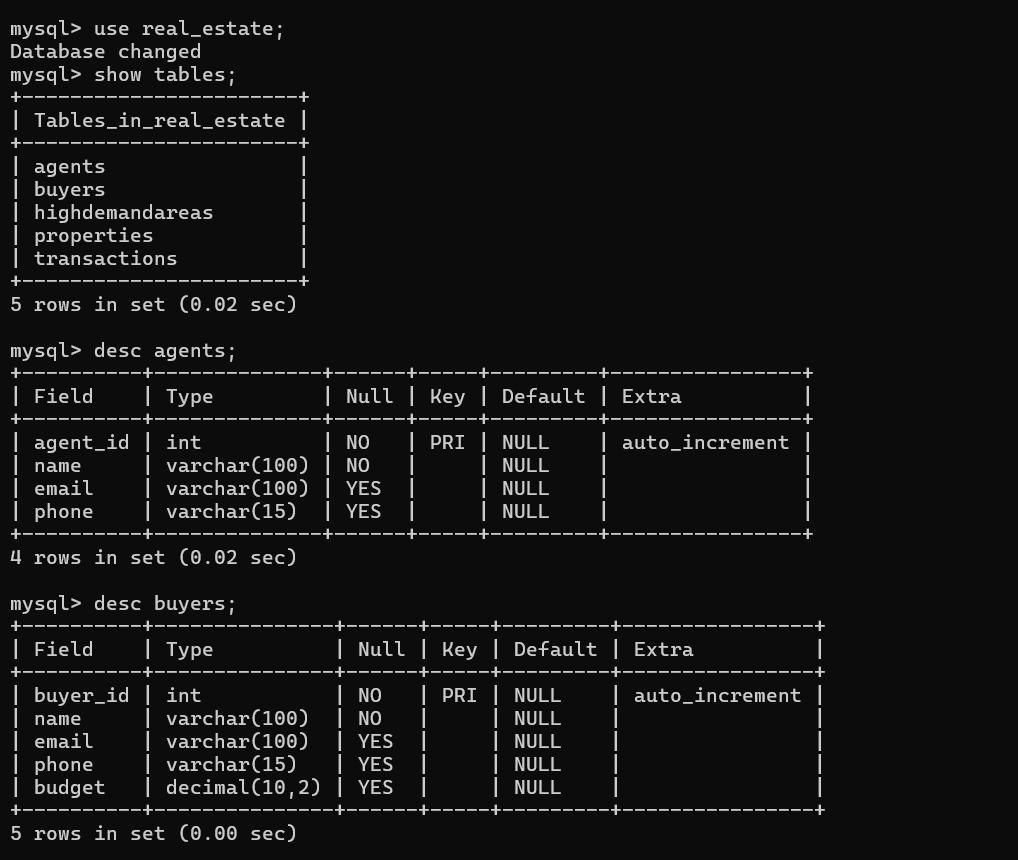 mysql> use real_estate;
Database changed
mysql> show tables;
+-----------------------+
| Tables_in_real_estate |
+-----------------------+
| agents                |
| buyers                |
| highdemandareas       |
| properties            |
| transactions          |
+-----------------------+
5 rows in set (0.02 sec)

mysql> desc agents;
+----------+--------------+------+-----+---------+----------------+
| Field    | Type         | Null | Key | Default | Extra          |
+----------+--------------+------+-----+---------+----------------+
| agent_id | int          | NO   | PRI | NULL    | auto_increment |
| name     | varchar(100) | NO   |     | NULL    |                |
| email    | varchar(100) | YES  |     | NULL    |                |
| phone    | varchar(15)  | YES  |     | NULL    |                |
+----------+--------------+------+-----+---------+----------------+
4 rows in set (0.02 sec)

mysql> desc buyers;
+----------+---------------+------+-----+---------+----------------+
| Field    | Type          | Null | Key | Default | Extra          |
+----------+---------------+------+-----+---------+----------------+
| buyer_id | int           | NO   | PRI | NULL    | auto_increment |
| name     | varchar(100)  | NO   |     | NULL    |                |
| email    | varchar(100)  | YES  |     | NULL    |                |
| phone    | varchar(15)   | YES  |     | NULL    |                |
| budget   | decimal(10,2) | YES  |     | NULL    |                |
+----------+---------------+------+-----+---------+----------------+
5 rows in set (0.00 sec)